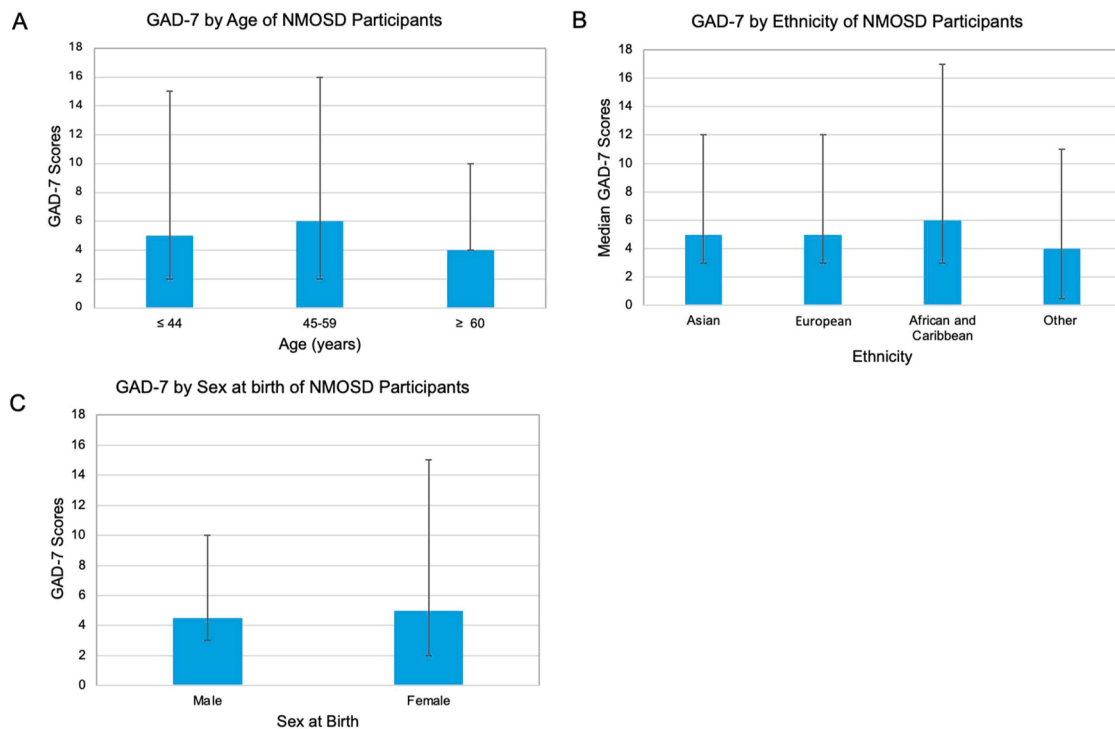 A
GAD-7 by Age of NMOSD Participants
GAD-7 Scores
18
16
14
12
10
8
6
4
2
0
≤ 44
45-59
≥ 60
Age (years)
B
GAD-7 by Ethnicity of NMOSD Participants
Median GAD-7 Scores
18
16
14
12
10
8
6
4
2
0
Asian
European
African and
Caribbean
Other
Ethnicity
C
GAD-7 by Sex at birth of NMOSD Participants
GAD-7 Scores
18
16
14
12
10
8
6
4
2
0
Male
Female
Sex at Birth